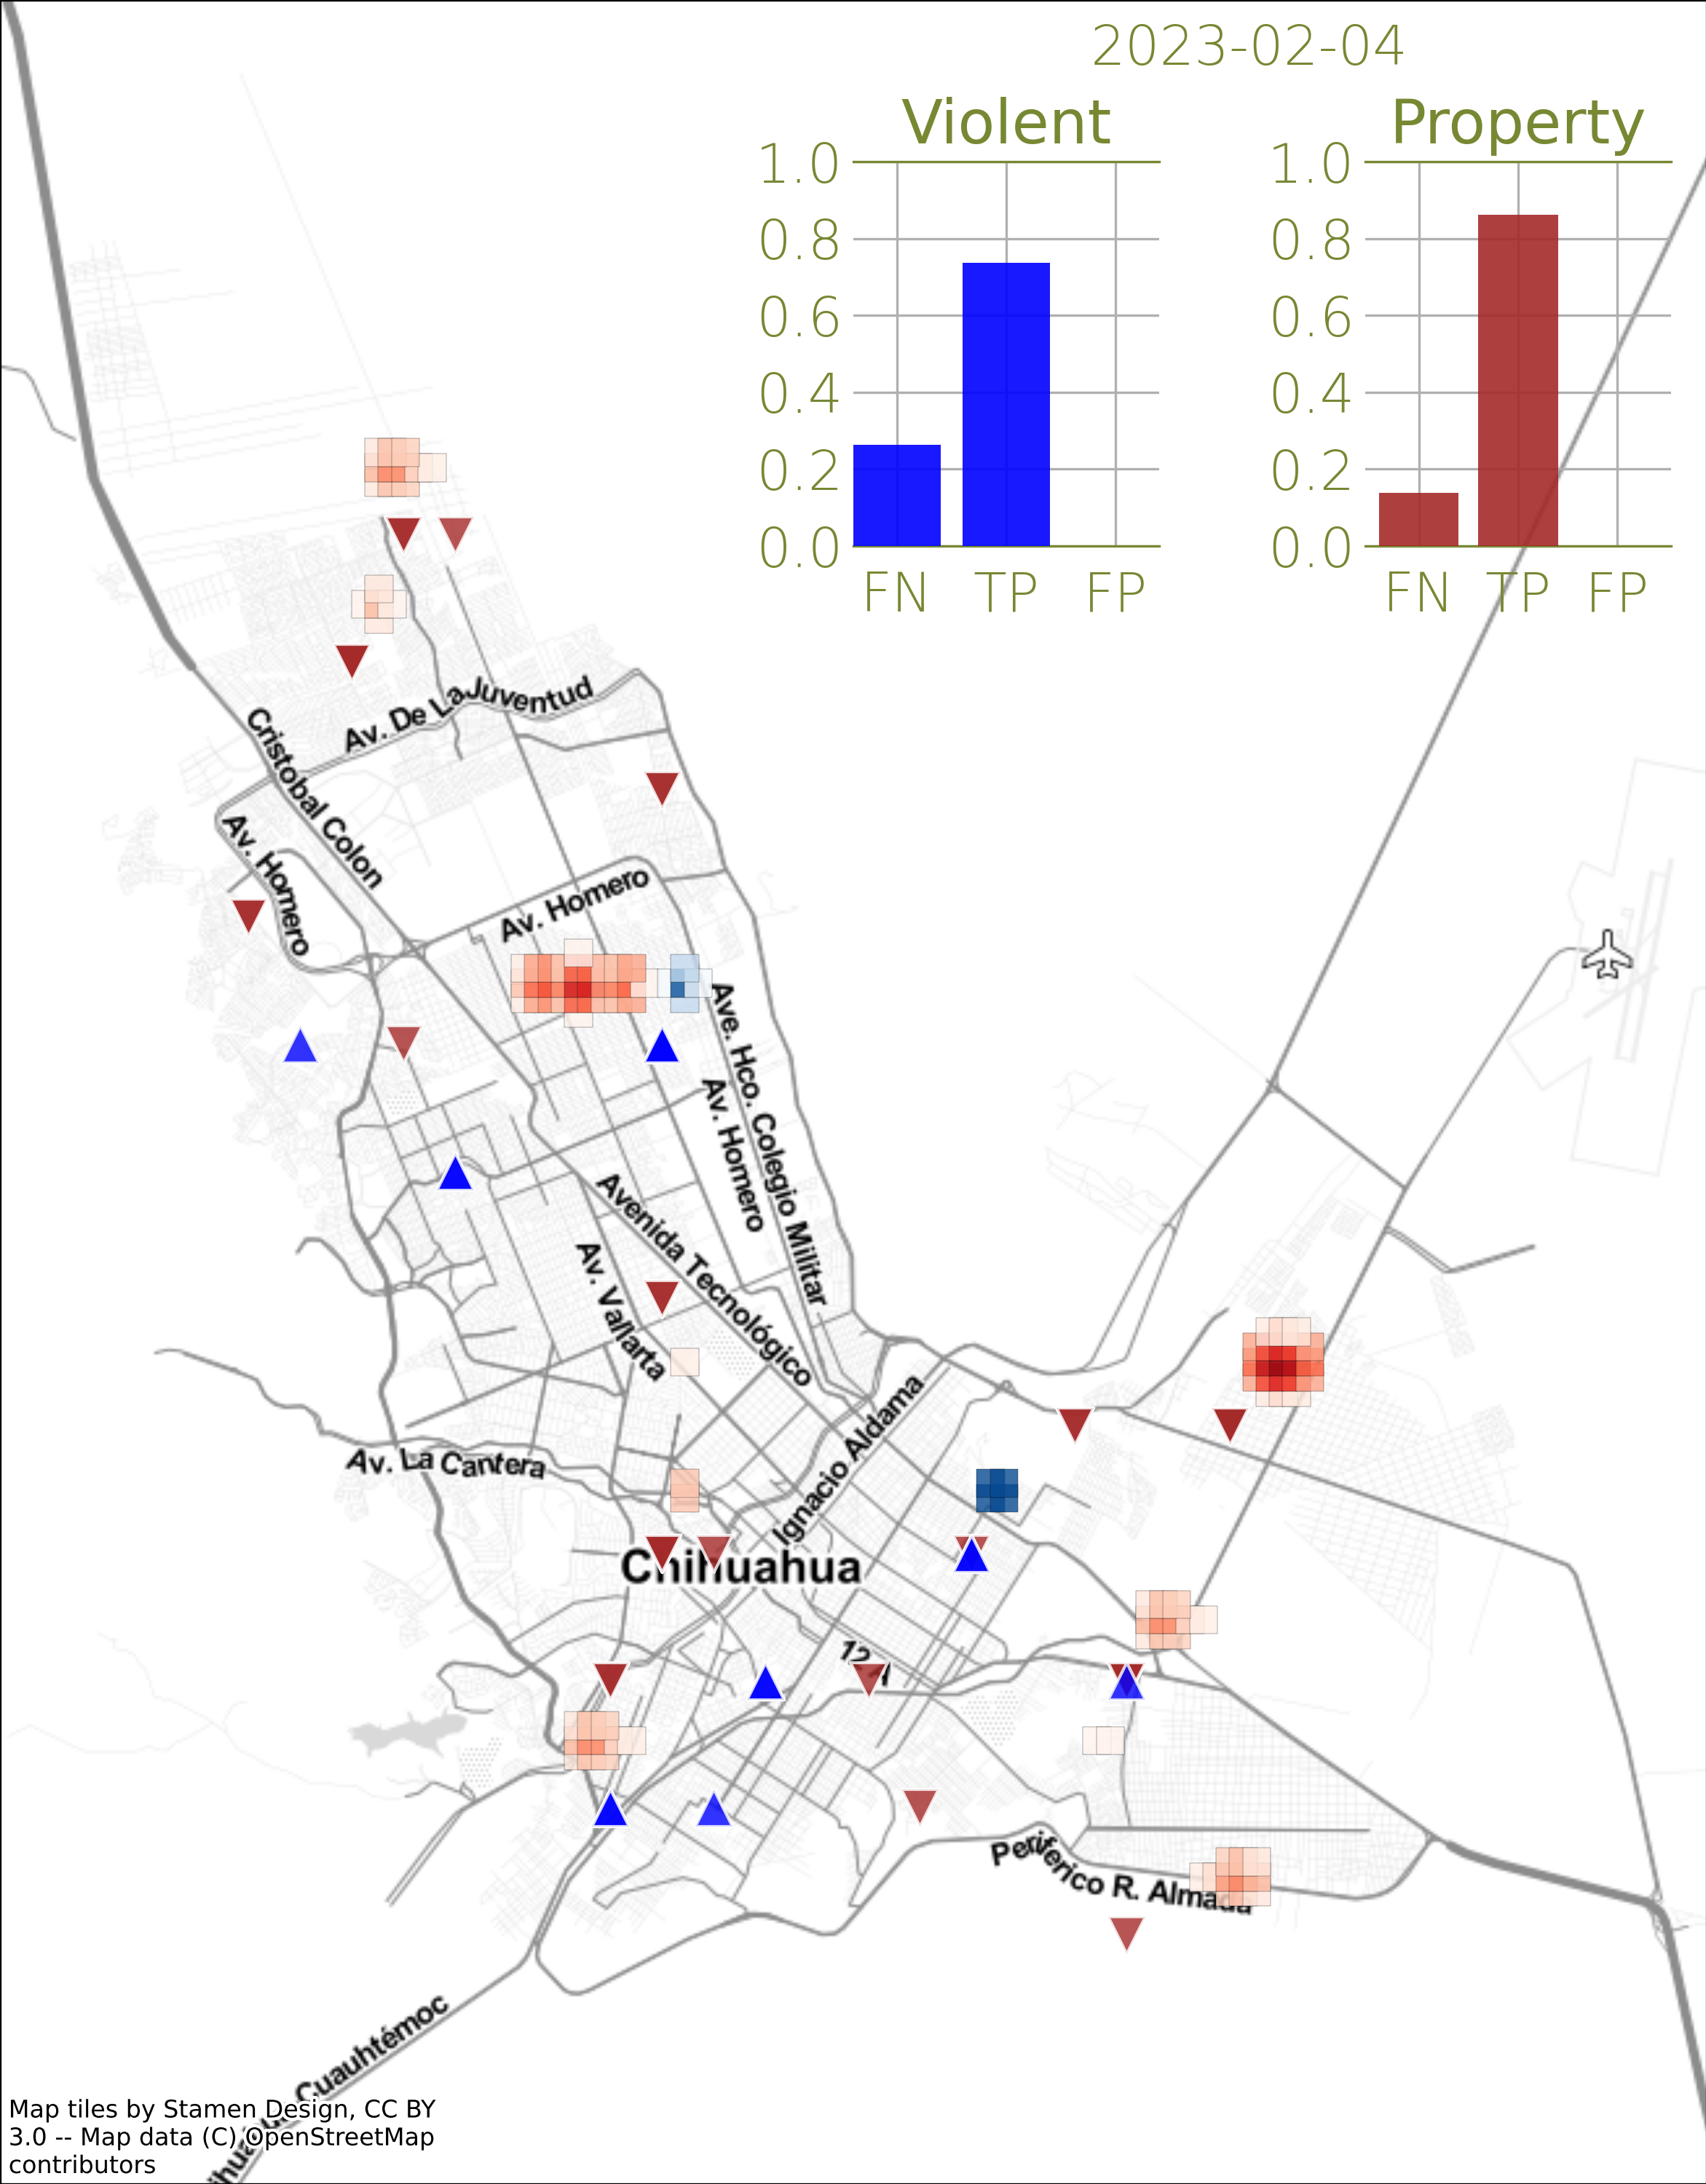 2023-02-04
Violent
Property
1.0
0.8
0.6
0.4
0.2
0.0
FN TP FP
1.0
0.8
0.6
0.4
0.2
0.0
FN TP FP
Av. De La Juventud
Cristobal Colon
Av. Homero
Av. Homero
Ave. Hco. Colegio Militar
Av. Homero
Avenida Tecnológico
Av. Vallarta
Ignacio Aldama
Av. La Cantera
Chihuahua
Periferico R. Almada
Cuauhtémoc
Map tiles by Stamen Design, CC BY
3.0 -- Map data (C) OpenStreetMap
contributors